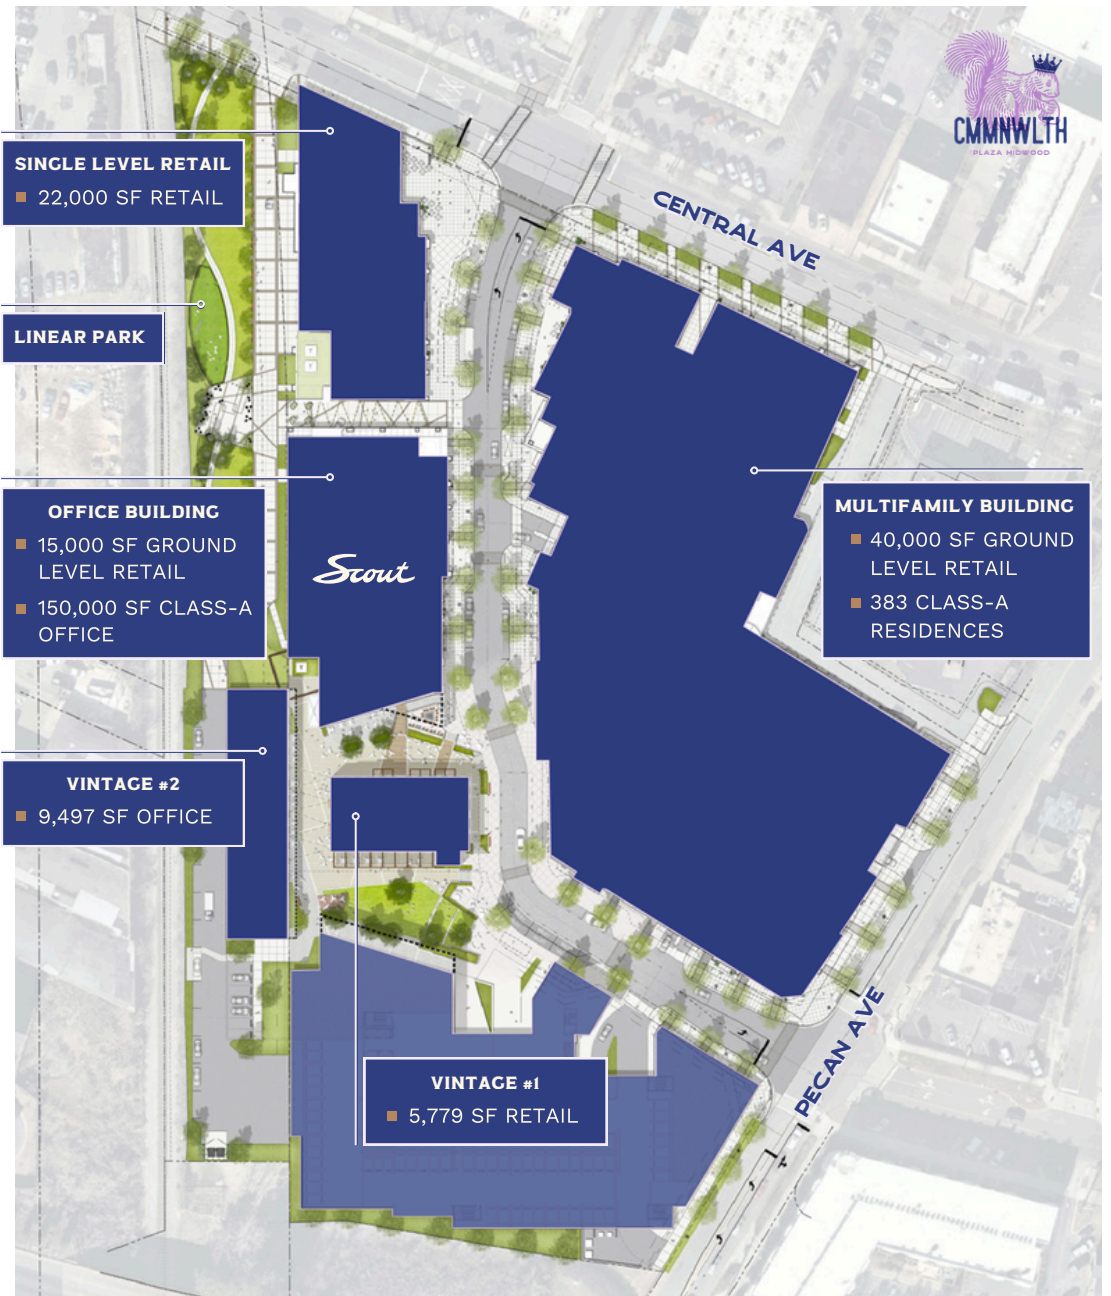 CMMNWLTH
PLAZA MIDWOOD
CENTRAL AVE
SINGLE LEVEL RETAIL
22,000 SF RETAIL
LINEAR PARK
OFFICE BUILDING
15,000 SF GROUND
LEVEL RETAIL
150,000 SF CLASS-A
OFFICE
Scout
MULTIFAMILY BUILDING
40,000 SF GROUND
LEVEL RETAIL
383 CLASS-A
RESIDENCES
VINTAGE #2
9,497 SF OFFICE
PECAN AVE
VINTAGE #1
5,779 SF RETAIL